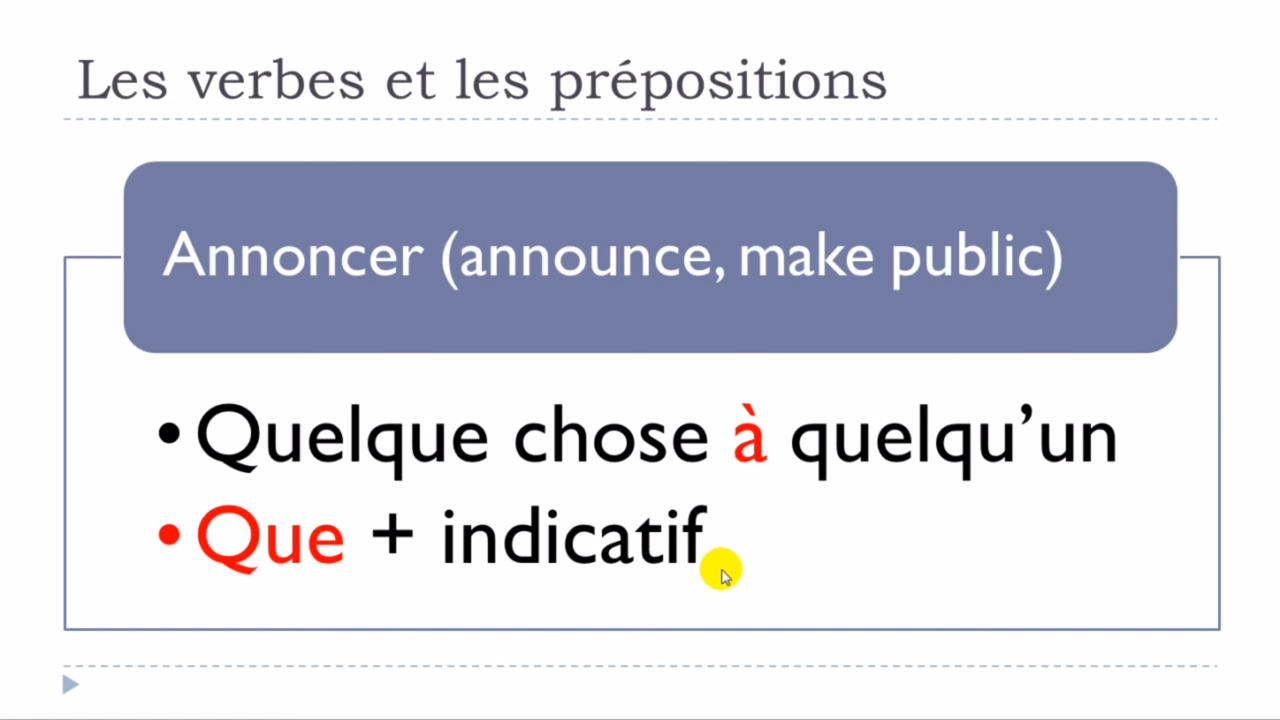 Les verbes et les prépositions
Annoncer (announce, make public)
• Quelque chose à quelqu’un
• Que + indicatif